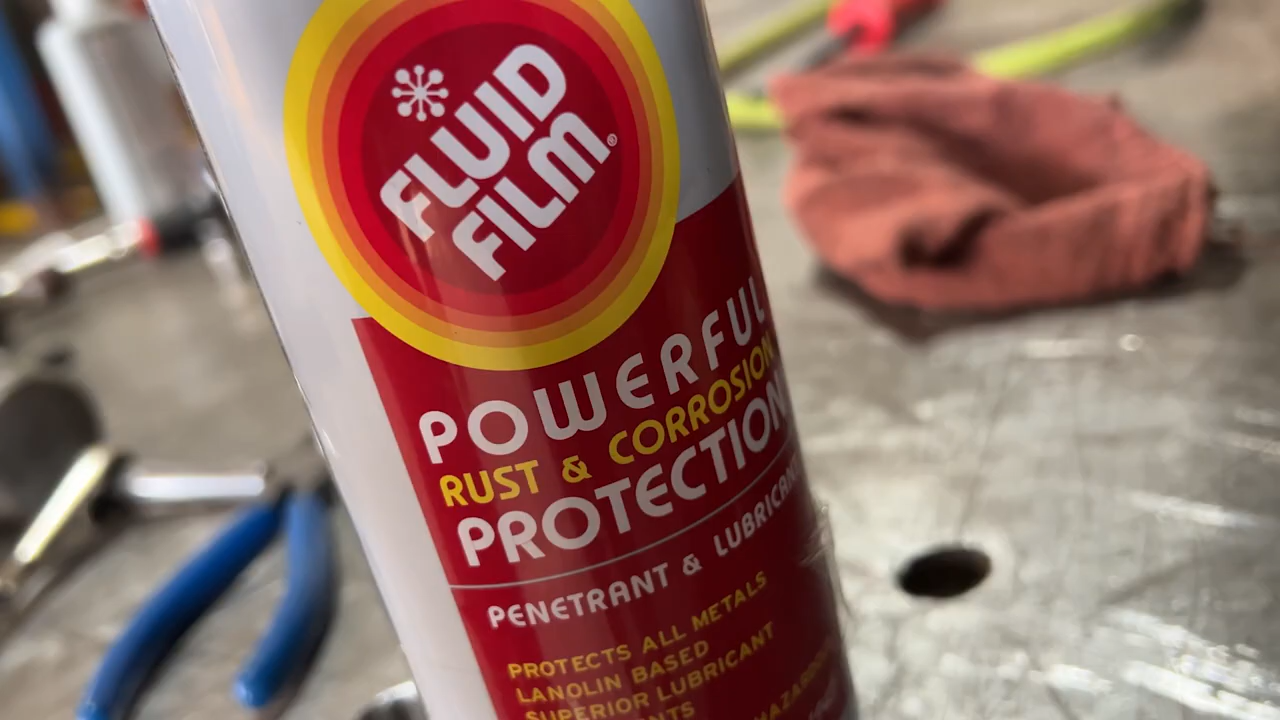 FLUID
FILM®
POWERFUL
RUST & CORROSION
PROTECTION
PENETRANT & LUBRICANT
PROTECTS ALL METALS
LANOLIN BASED
SUPERIOR LUBRICANT